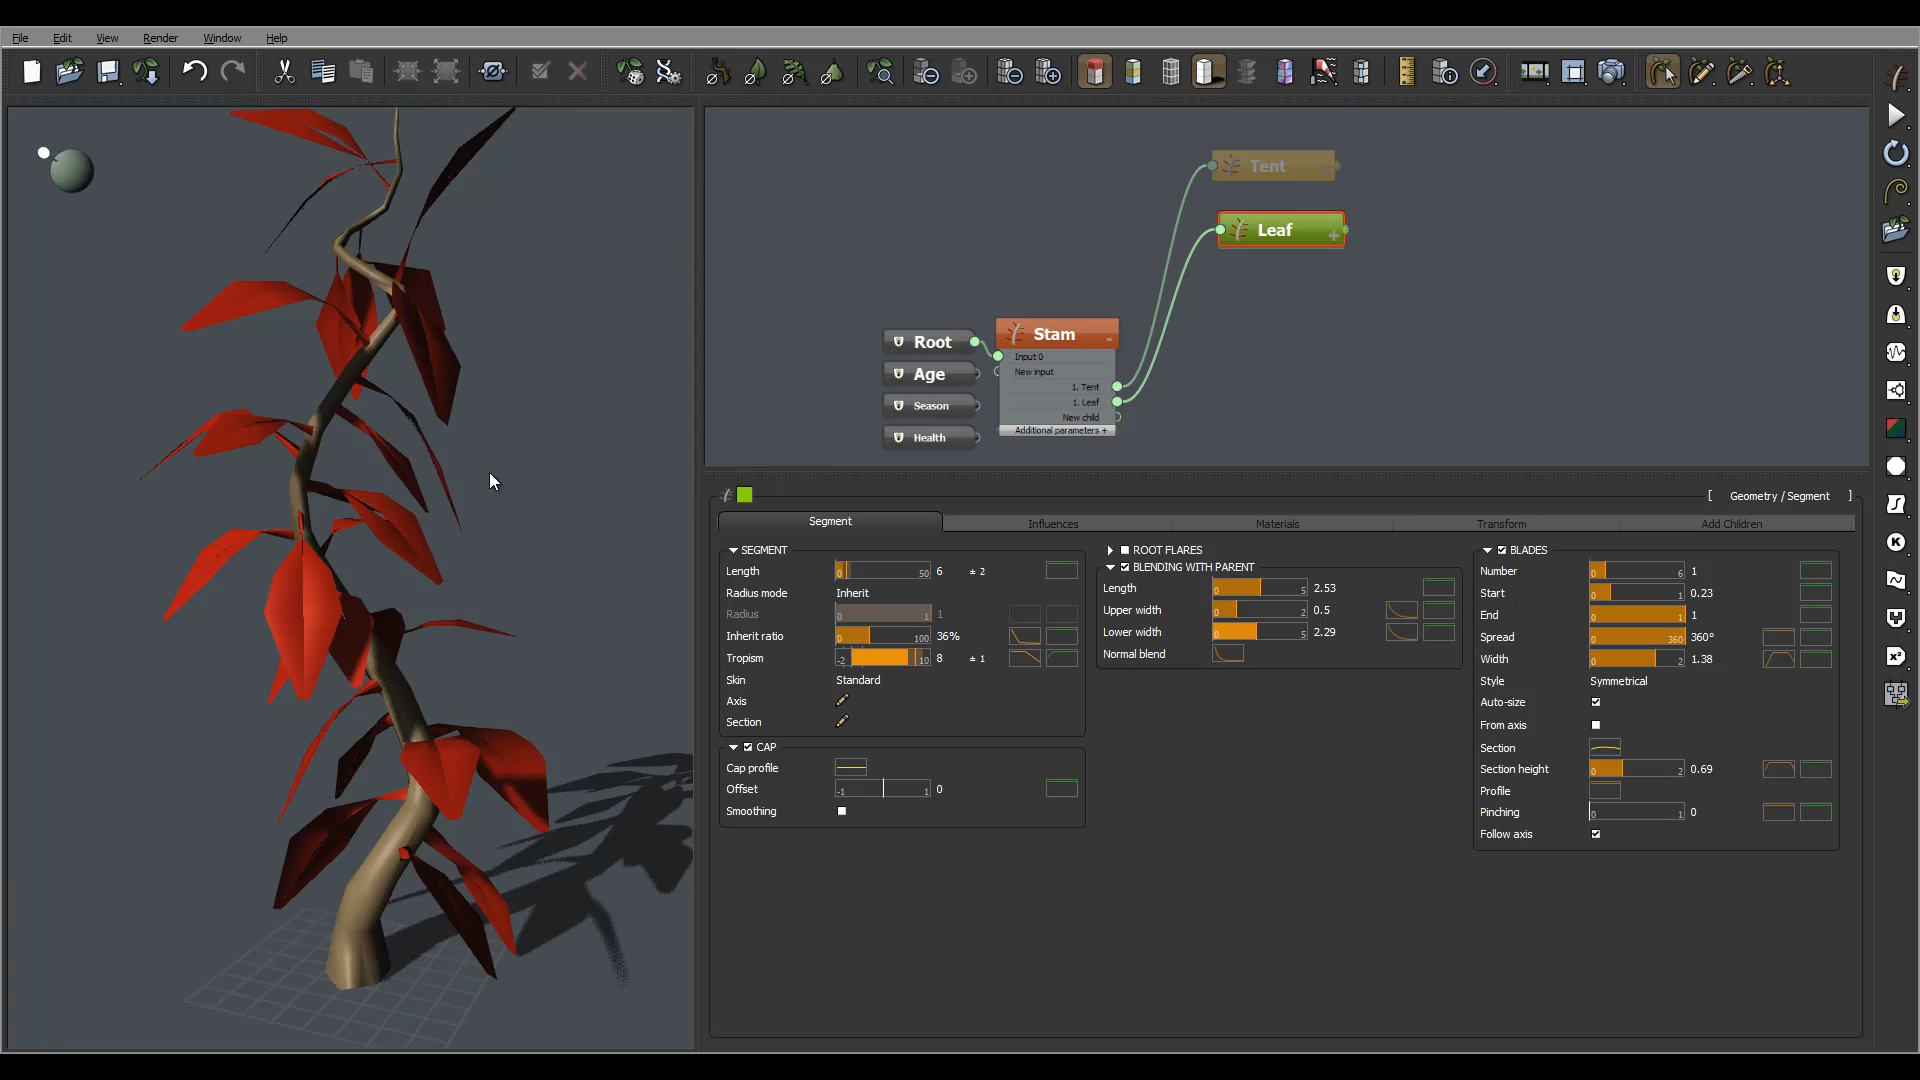 File Edit View Render Window Help
Tent
Leaf
Root
Age
Season
Health
Stam
Input 0
New input
1. Tent
1. Leaf
New child
Additional parameters +
[ Geometry / Segment ]
Segment Influences Materials Transform Add Children
SEGMENT
Length 0 50 6 ± 2
Radius mode Inherit
Radius 0 1 1
Inherit ratio 0 100 36%
Tropism -2 10 8 ± 1
Skin Standard
Axis
Section
CAP
Cap profile
Offset -1 1 0
Smoothing
ROOT FLARES
BLENDING WITH PARENT
Length 0 5 2.53
Upper width 0 2 0.5
Lower width 0 5 2.29
Normal blend
BLADES
Number 0 6 1
Start 0 1 0.23
End 0 1 1
Spread 0 360 360°
Width 0 2 1.38
Style Symmetrical
Auto-size
From axis
Section
Section height 0 2 0.69
Profile
Pinching 0 1 0
Follow axis
K
x²